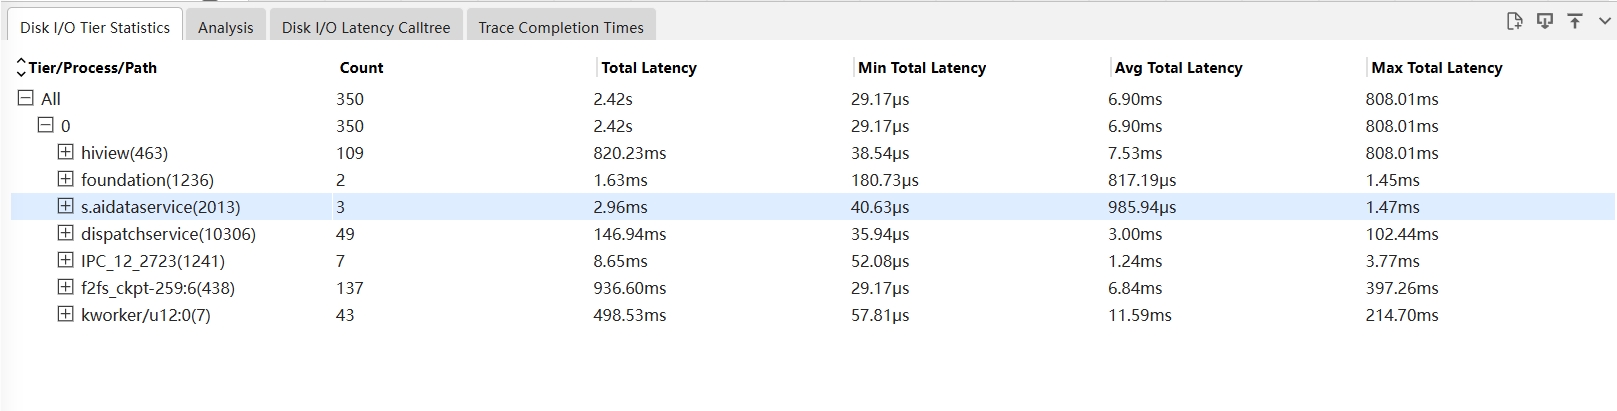 Disk I/O Tier Statistics Analysis Disk I/O Latency Calltree Trace Completion Times
Tier/Process/Path Count Total Latency Min Total Latency Avg Total Latency Max Total Latency
All 350 2.42s 29.17μs 6.90ms 808.01ms
0 350 2.42s 29.17μs 6.90ms 808.01ms
hiview(463) 109 820.23ms 38.54μs 7.53ms 808.01ms
foundation(1236) 2 1.63ms 180.73μs 817.19μs 1.45ms
s.aidataservice(2013) 3 2.96ms 40.63μs 985.94μs 1.47ms
dispatchservice(10306) 49 146.94ms 35.94μs 3.00ms 102.44ms
IPC_12_2723(1241) 7 8.65ms 52.08μs 1.24ms 3.77ms
f2fs_ckpt-259:6(438) 137 936.60ms 29.17μs 6.84ms 397.26ms
kworker/u12:0(7) 43 498.53ms 57.81μs 11.59ms 214.70ms